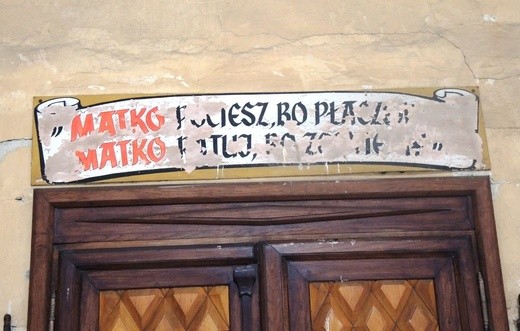 „MATKO POCIESZ, BO
MATKO RATUJ, BO ”